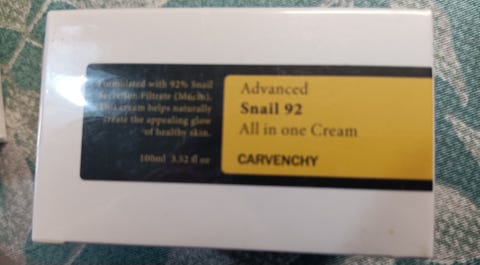 Formulated with 92% Snail
Secretion Filtrate (Mucin).
This cream helps naturally
create the appealing glow
of healthy skin.
100ml 3.52 fl oz
Advanced
Snail 92
All in one Cream
CARVENCHY